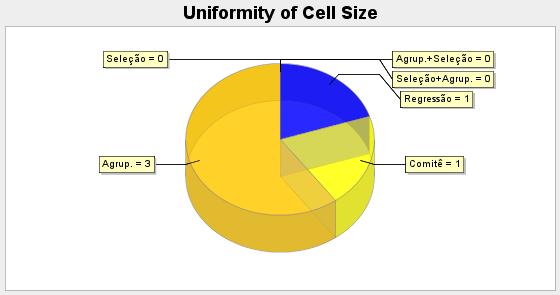 Uniformity of Cell Size
Seleção = 0
Agrup.+Seleção = 0
Seleção+Agrup. = 0
Regressão = 1
Agrup. = 3
Comitê = 1